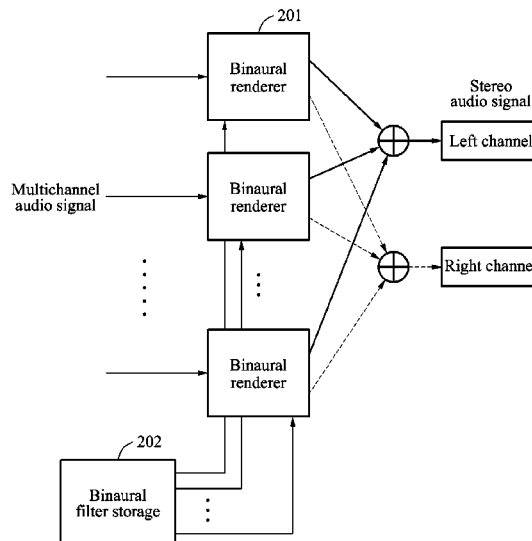 201
Binaural
renderer
Stereo
audio signal
Left channel
Multichannel
audio signal
Binaural
renderer
Right channel
Binaural
renderer
202
Binaural
filter storage